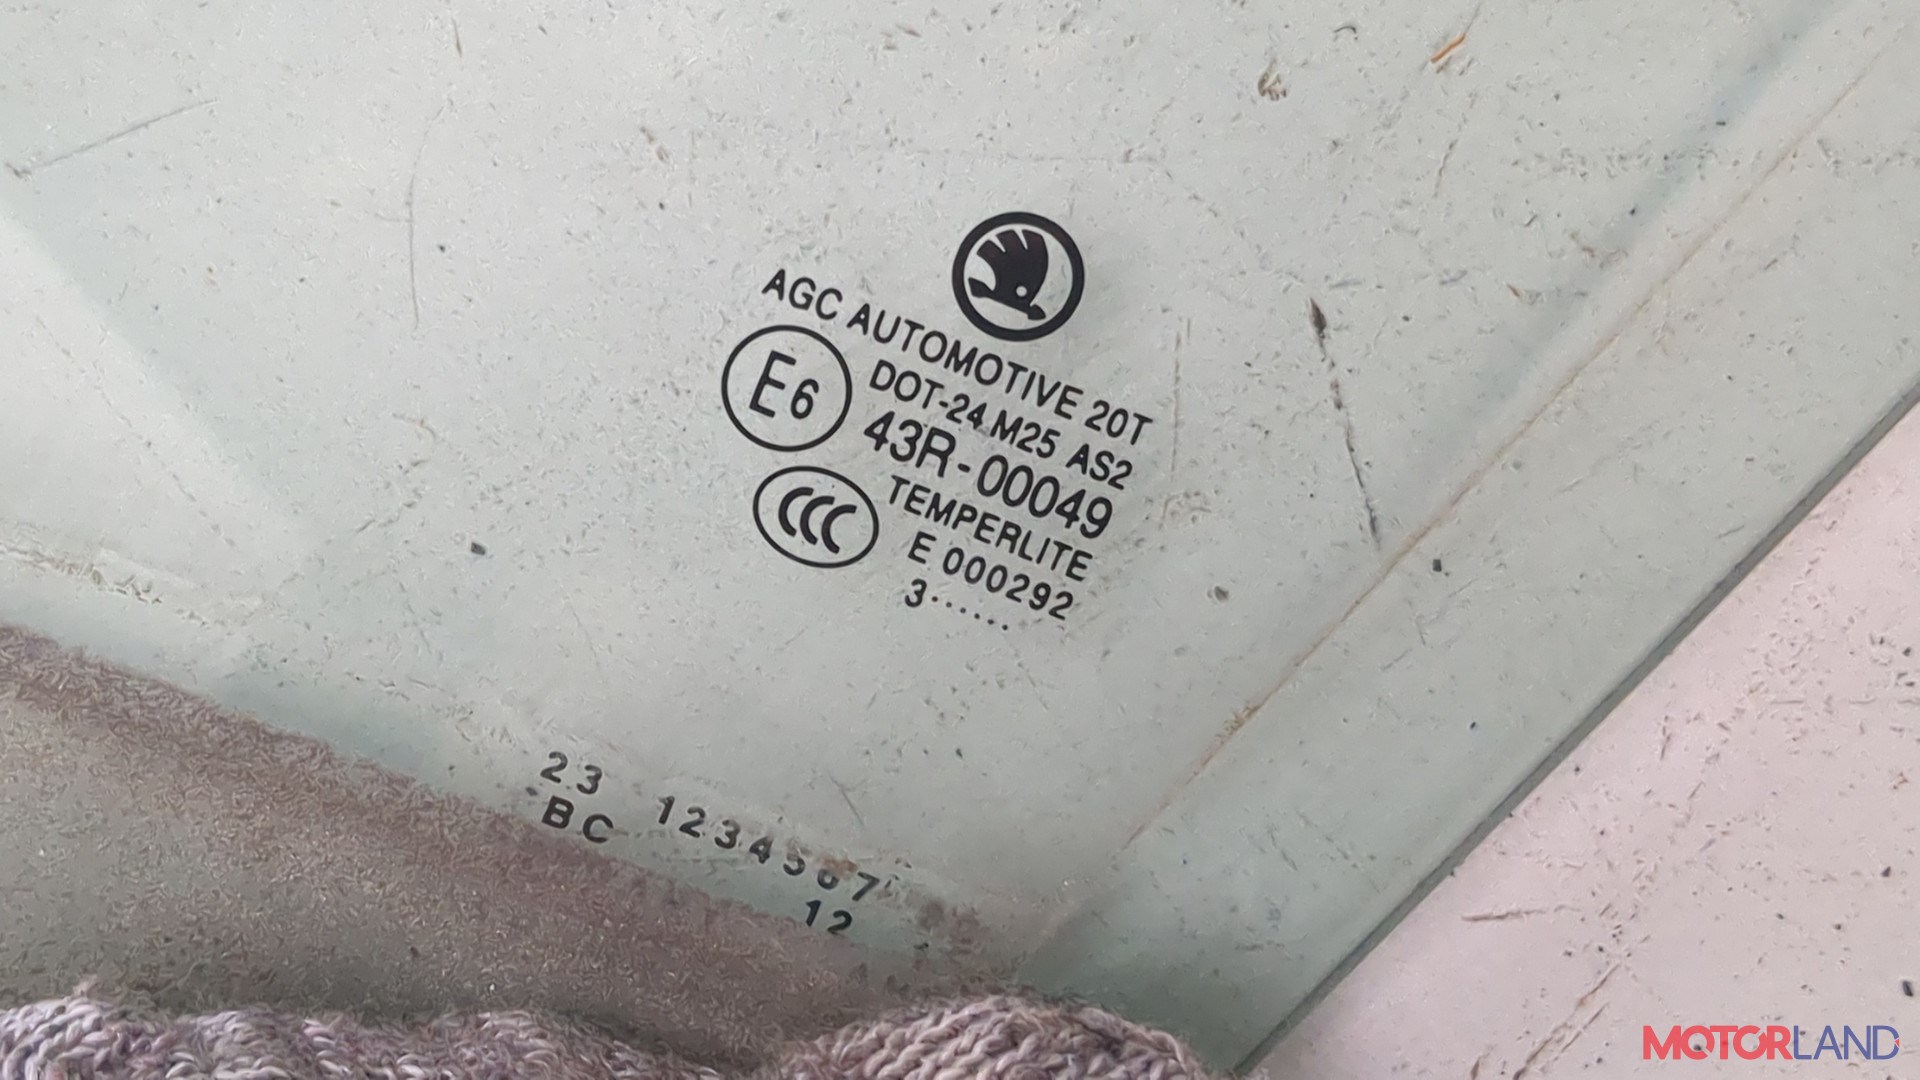 AGC AUTOMOTIVE 20T
E6
DOT-24 M25 AS2
43R-00049
CCC
TEMPERLITE
E 000292
3......
23 1234567
BC 12
MOTORLAND